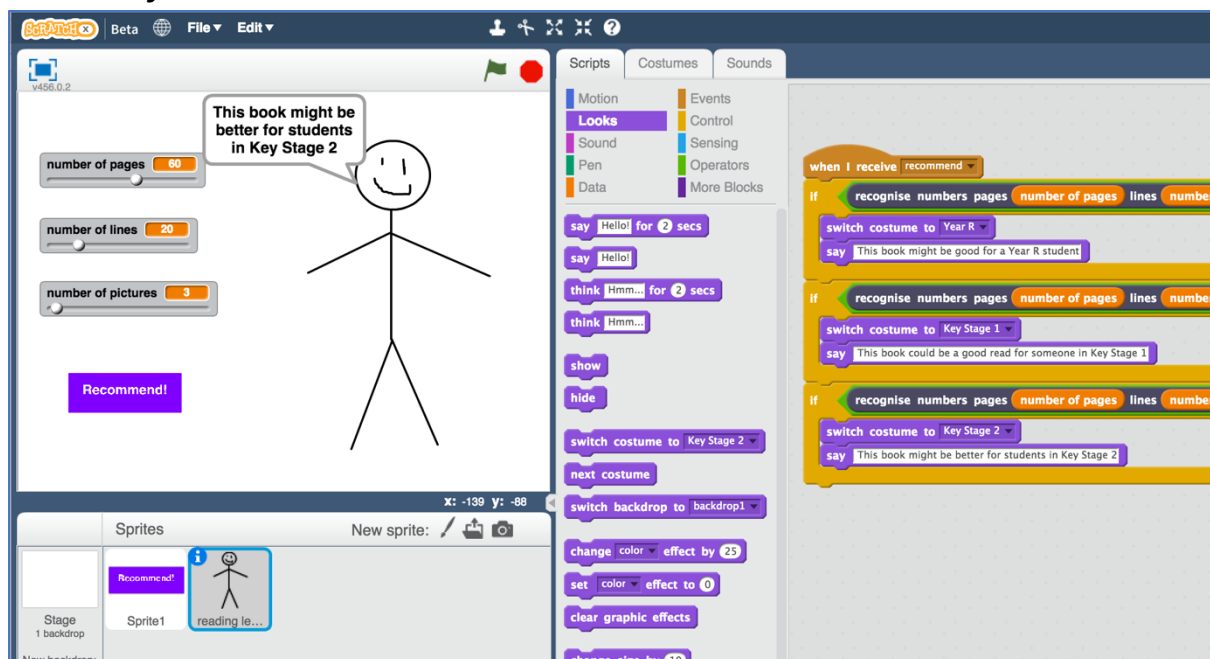 SCRATCH x Beta File▾ Edit▾
v456.0.2
This book might be
better for students
in Key Stage 2
number of pages 60
number of lines 20
number of pictures 3
Recommend!
x: -139 y: -88
Sprites New sprite:
Stage
1 backdrop
Recommend!
Sprite1
reading le...
New backdrop:
Scripts Costumes Sounds
Motion Events
Looks Control
Sound Sensing
Pen Operators
Data More Blocks
say Hello! for 2 secs
say Hello!
think Hmm... for 2 secs
think Hmm...
show
hide
switch costume to Key Stage 2
next costume
switch backdrop to backdrop1
change color effect by 25
set color effect to 0
clear graphic effects
change size by 10
when I receive recommend
if recognise numbers pages number of pages lines number
switch costume to Year R
say This book might be good for a Year R student
if recognise numbers pages number of pages lines number
switch costume to Key Stage 1
say This book could be a good read for someone in Key Stage 1
if recognise numbers pages number of pages lines number
switch costume to Key Stage 2
say This book might be better for students in Key Stage 2